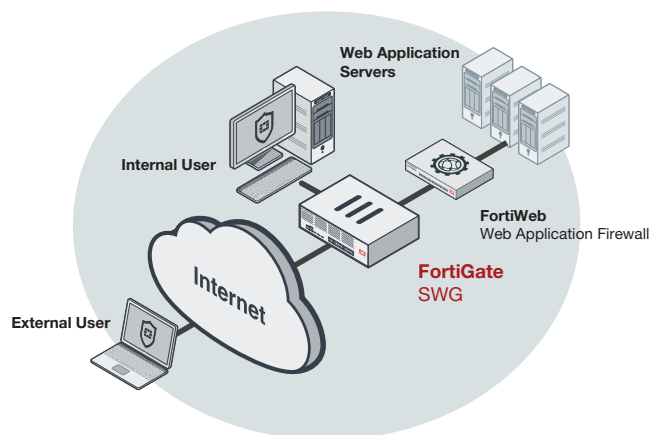 Web Application
Servers
Internal User
FortiWeb
Web Application Firewall
FortiGate
SWG
Internet
External User